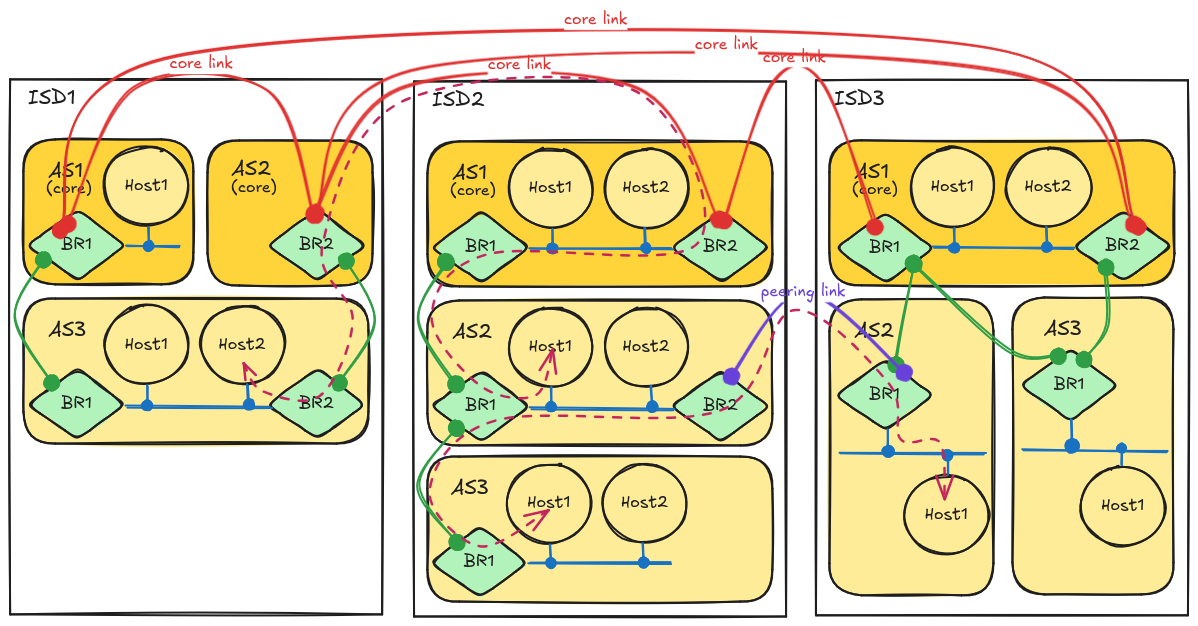 core link
core link
core link
core link
core link
ISD1
AS1
(core)
Host1
BR1
AS2
(core)
BR2
AS3
Host1
Host2
BR1
BR2
ISD2
AS1
(core)
Host1
Host2
BR1
BR2
peering link
AS2
Host1
Host2
BR1
BR2
AS3
Host1
Host2
BR1
ISD3
AS1
(core)
Host1
Host2
BR1
BR2
AS2
BR1
Host1
AS3
BR1
Host1